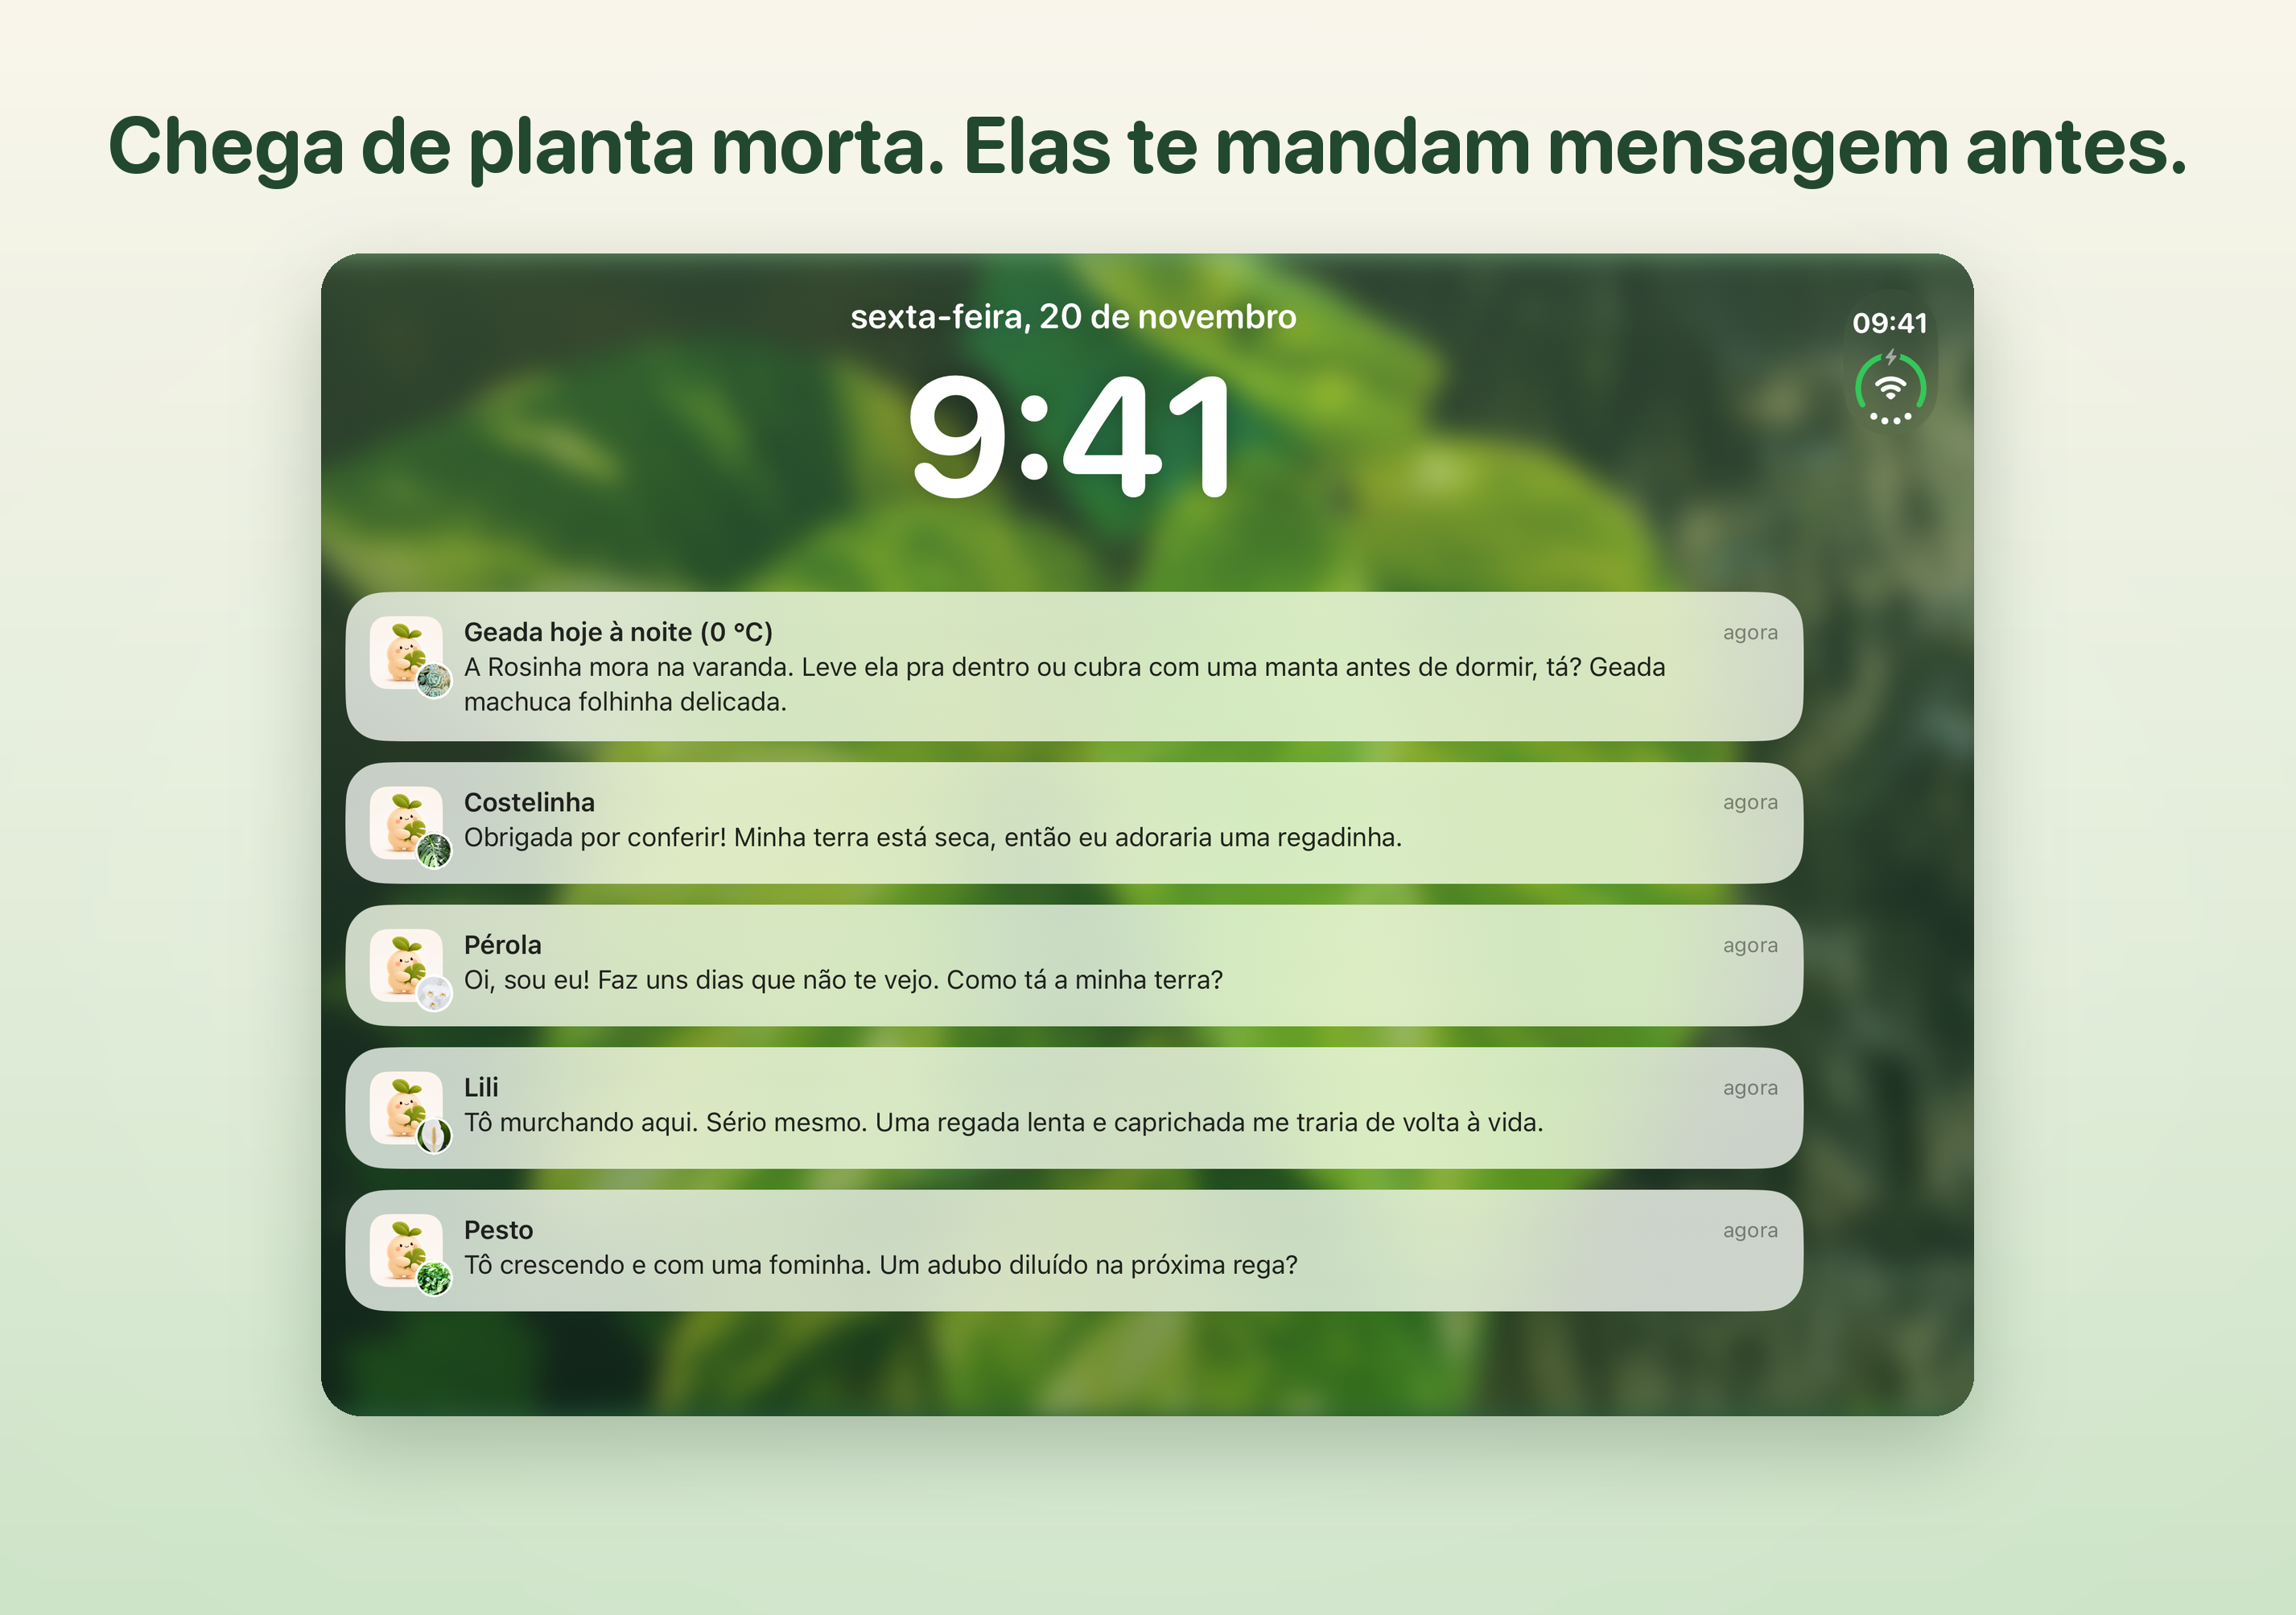 Chega de planta morta. Elas te mandam mensagem antes.
sexta-feira, 20 de novembro
9:41
09:41
Geada hoje à noite (0 °C)
agora
A Rosinha mora na varanda. Leve ela pra dentro ou cubra com uma manta antes de dormir, tá? Geada
machuca folhinha delicada.
Costelinha
agora
Obrigada por conferir! Minha terra está seca, então eu adoraria uma regadinha.
Pérola
agora
Oi, sou eu! Faz uns dias que não te vejo. Como tá a minha terra?
Lili
agora
Tô murchando aqui. Sério mesmo. Uma regada lenta e caprichada me traria de volta à vida.
Pesto
agora
Tô crescendo e com uma fominha. Um adubo diluído na próxima rega?